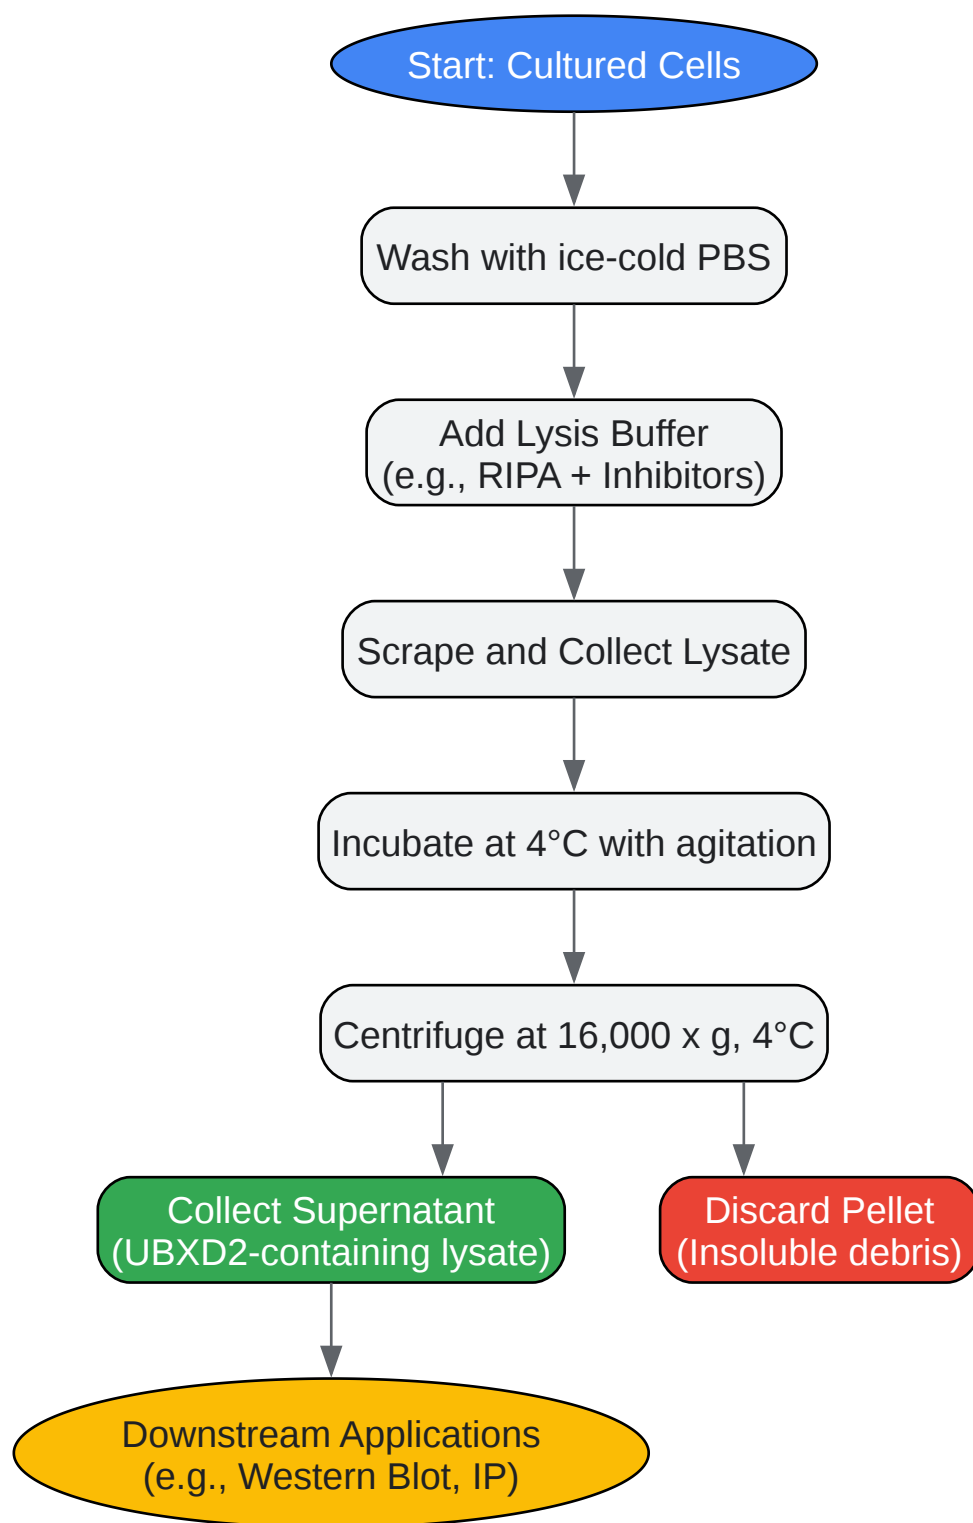 Start: Cultured Cells
Wash with ice-cold PBS
Add Lysis Buffer
(e.g., RIPA + Inhibitors)
Scrape and Collect Lysate
Incubate at 4°C with agitation
Centrifuge at 16,000 x g, 4°C
Collect Supernatant
(UBXD2-containing lysate)
Discard Pellet
(Insoluble debris)
Downstream Applications
(e.g., Western Blot, IP)